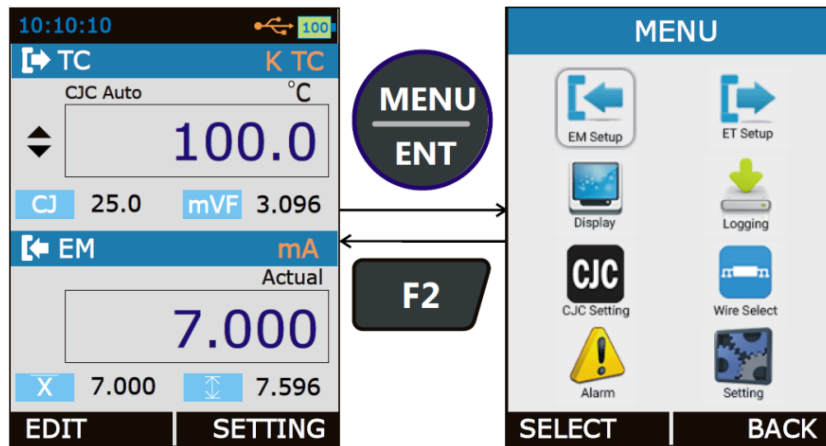 10:10:10 100
TC K TC
CJC Auto °C
100.0
CJ 25.0 mVF 3.096
EM mA
Actual
7.000
X 7.000 7.596
EDIT SETTING
MENU
ENT
F2
MENU
EM Setup ET Setup
Display Logging
CJC
CJC Setting Wire Select
Alarm Setting
SELECT BACK